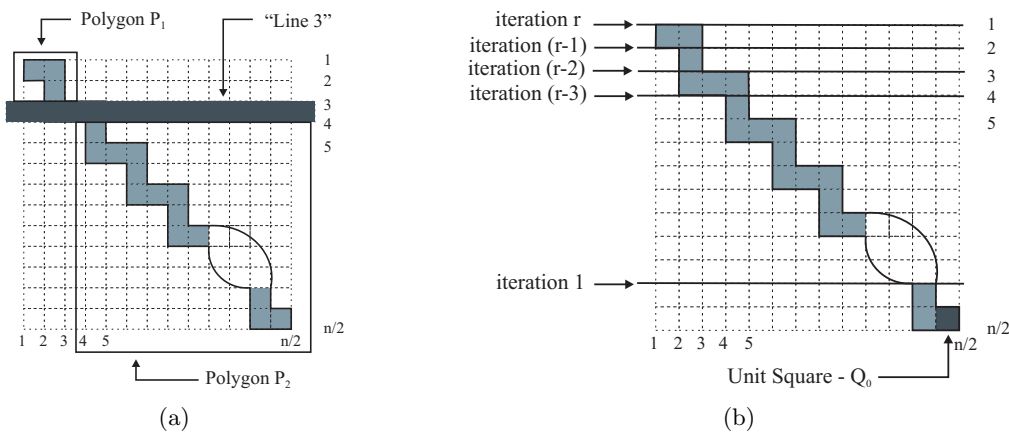 Polygon P₁
“Line 3”
1
2
3
4
5
n/2
1 2 3 4 5 n/2
Polygon P₂
(a)
iteration r
iteration (r-1)
iteration (r-2)
iteration (r-3)
iteration 1
1
2
3
4
5
n/2
1 2 3 4 5 n/2
Unit Square - Q₀
(b)